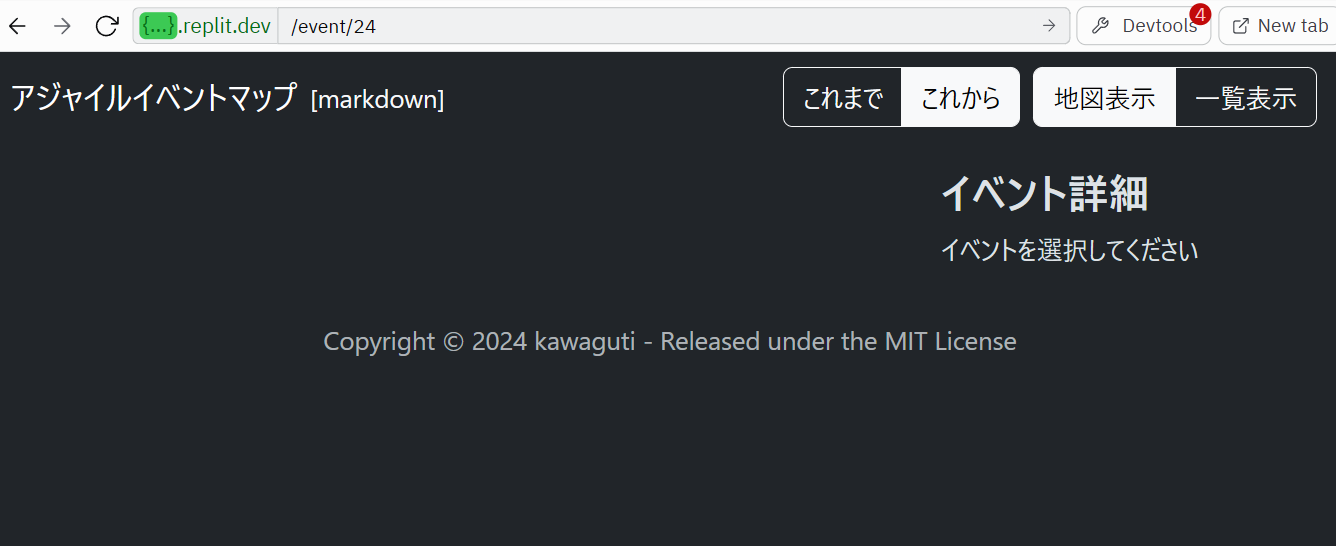 {...}.replit.dev /event/24 Devtools 4 New tab
アジャイルイベントマップ [markdown] これまで これから 地図表示 一覧表示
イベント詳細
イベントを選択してください
Copyright © 2024 kawaguti - Released under the MIT License